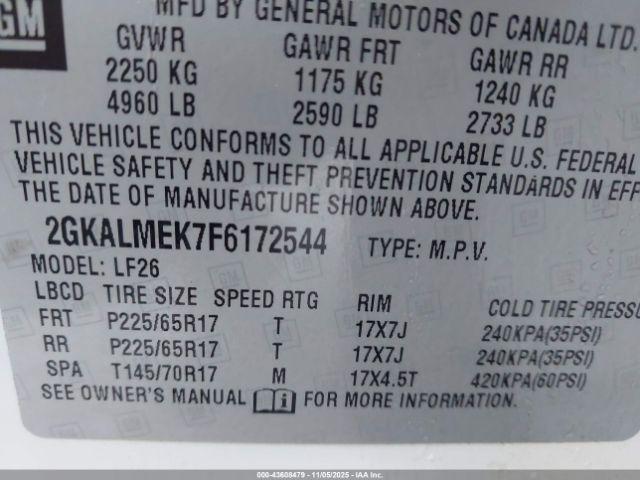 GM
MFD BY GENERAL MOTORS OF CANADA LTD.
GVWR GAWR FRT GAWR RR
2250 KG 1175 KG 1240 KG
4960 LB 2590 LB 2733 LB
THIS VEHICLE CONFORMS TO ALL APPLICABLE U.S. FEDERAL
VEHICLE SAFETY AND THEFT PREVENTION STANDARDS IN EFF
THE DATE OF MANUFACTURE SHOWN ABOVE.
2GKALMEK7F6172544 TYPE: M.P.V.
MODEL: LF26
LBCD TIRE SIZE SPEED RTG RIM COLD TIRE PRESSU
FRT P225/65R17 T 17X7J 240KPA(35PSI)
RR P225/65R17 T 17X7J 240KPA(35PSI)
SPA T145/70R17 M 17X4.5T 420KPA(60PSI)
SEE OWNER'S MANUAL FOR MORE INFORMATION.
000-43608479 - 11/05/2025 - IAAI.com